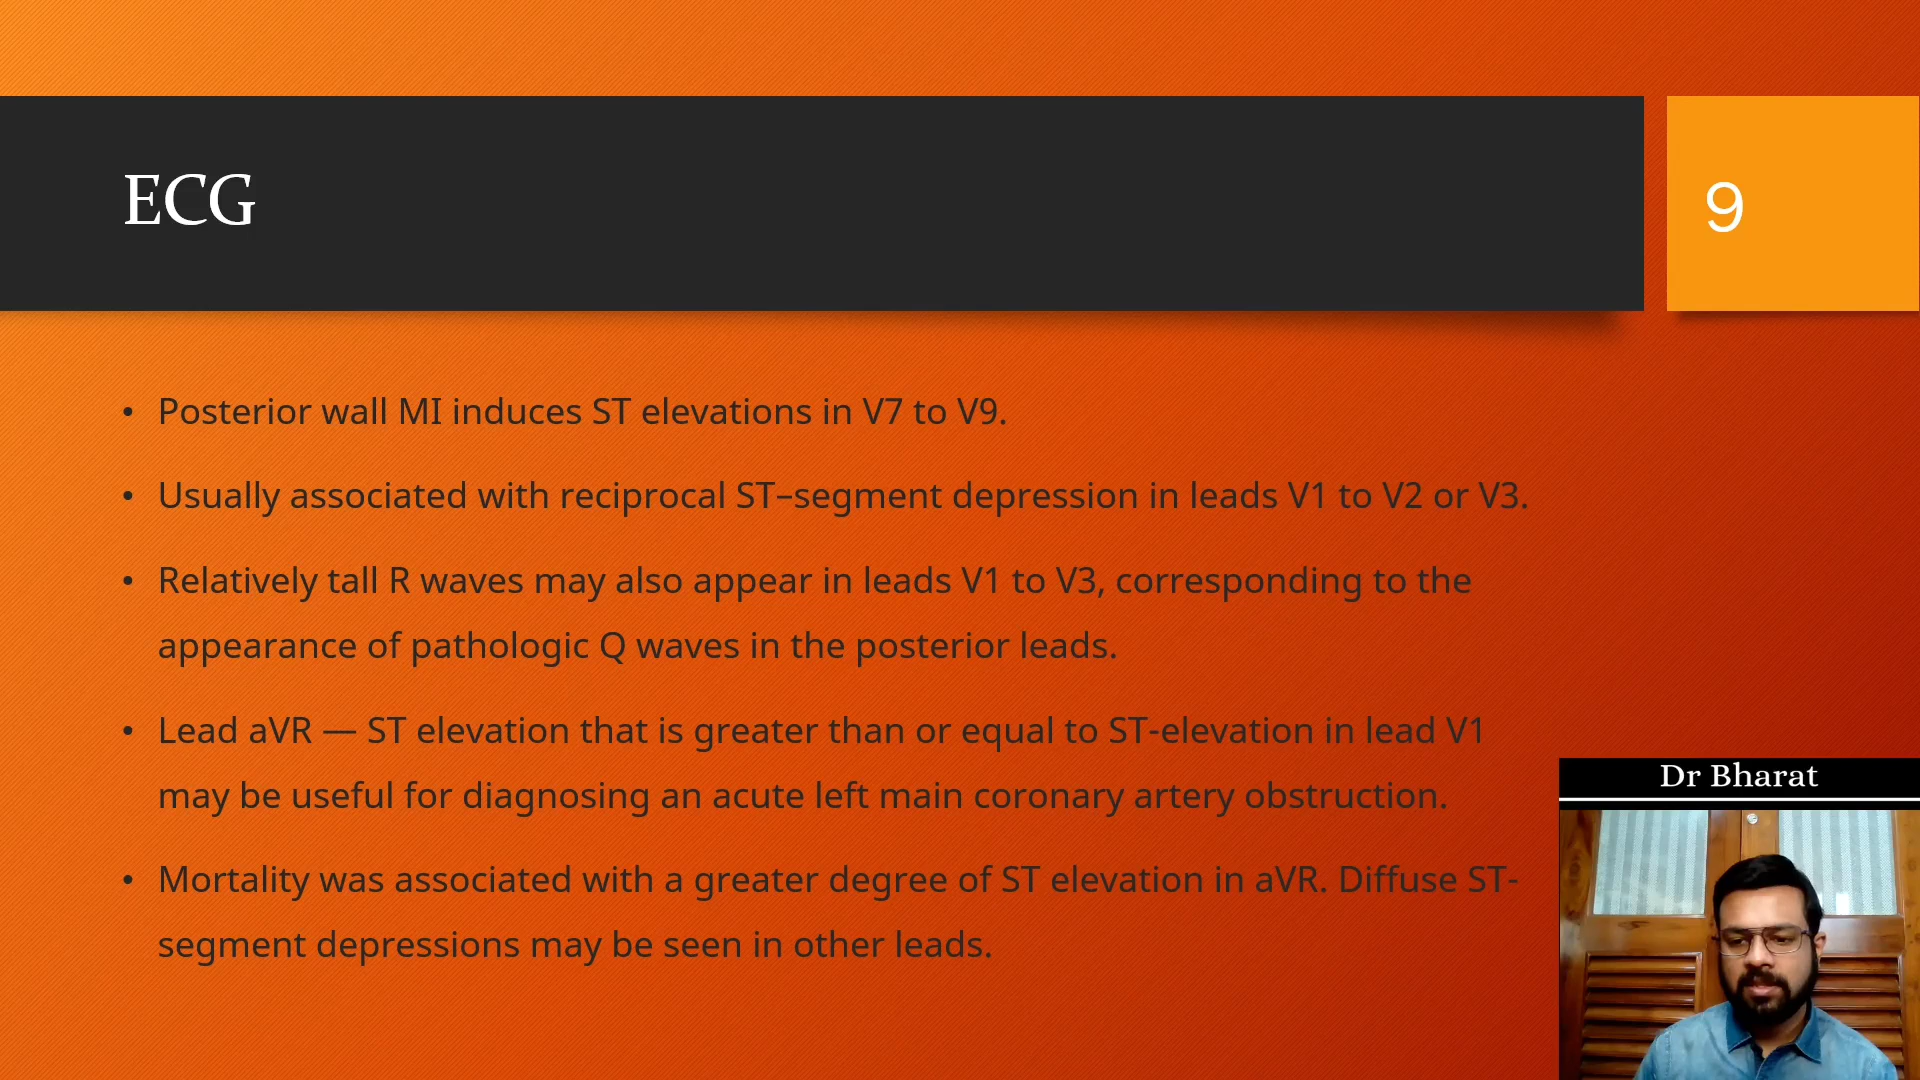 ECG
9
• Posterior wall MI induces ST elevations in V7 to V9.
• Usually associated with reciprocal ST–segment depression in leads V1 to V2 or V3.
• Relatively tall R waves may also appear in leads V1 to V3, corresponding to the
appearance of pathologic Q waves in the posterior leads.
• Lead aVR — ST elevation that is greater than or equal to ST-elevation in lead V1
may be useful for diagnosing an acute left main coronary artery obstruction.
• Mortality was associated with a greater degree of ST elevation in aVR. Diffuse ST-
segment depressions may be seen in other leads.
Dr Bharat